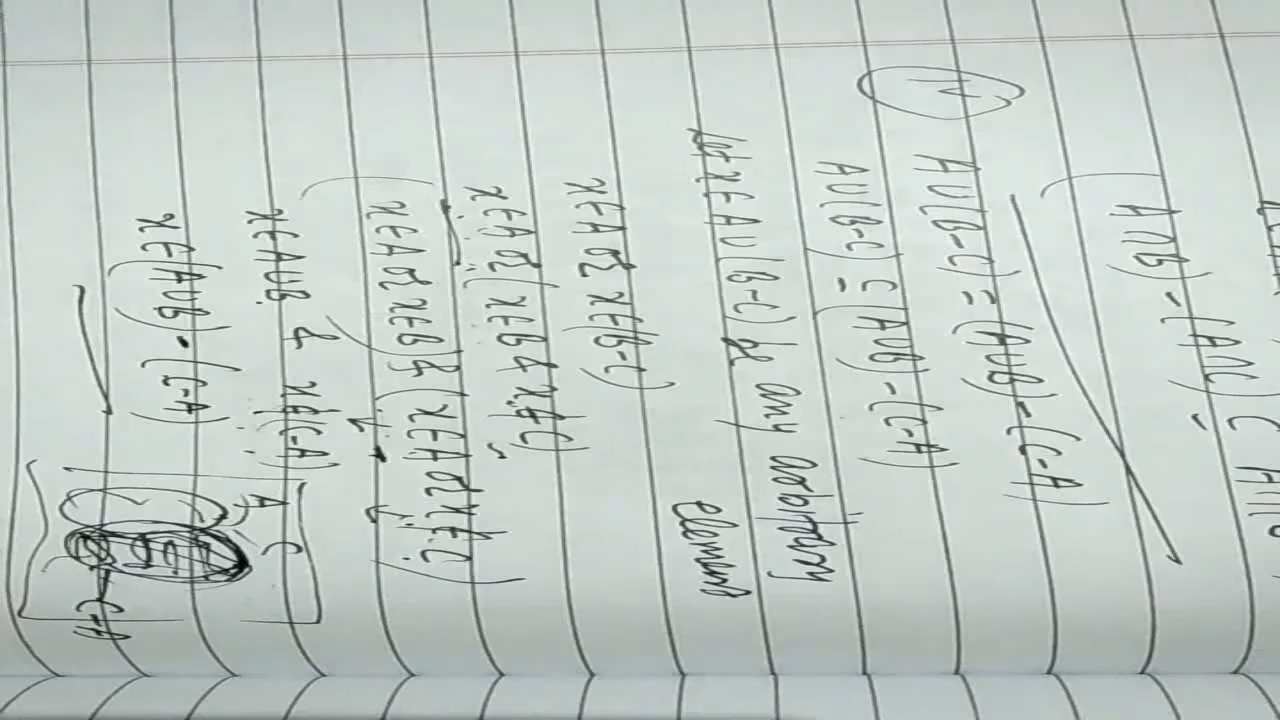 A∩B)-(A∩C) ⊂ A∩B
iv A∪(B-C) = (A∪B)-(C-A)
A∪(B-C) ⊆ (A∪B)-(C-A)
let x∈A∪(B-C) be any arbitrary
element
x∈A or x∈(B-C)
x∈A or (x∈B & x∉C)
(x∈A or x∈B) & (x∈A or x∉C)
x∈A∪B & x∉(C-A)
x∈(A∪B)-(C-A)
A
C
C-A